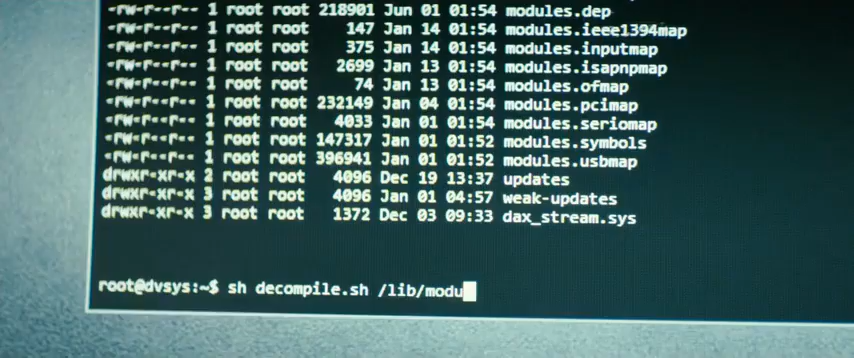 -rw-r--r-- 1 root root 218901 Jun 01 01:54 modules.dep
-rw-r--r-- 1 root root 147 Jan 14 01:54 modules.ieee1394map
-rw-r--r-- 1 root root 375 Jan 14 01:54 modules.inputmap
-rw-r--r-- 1 root root 2699 Jan 13 01:54 modules.isapnpmap
-rw-r--r-- 1 root root 74 Jan 13 01:54 modules.ofmap
-rw-r--r-- 1 root root 232149 Jan 04 01:54 modules.pcimap
-rw-r--r-- 1 root root 4033 Jan 01 01:54 modules.seriomap
-rw-r--r-- 1 root root 147317 Jan 01 01:52 modules.symbols
-rw-r--r-- 1 root root 396941 Jan 01 01:52 modules.usbmap
drwxr-xr-x 2 root root 4096 Dec 19 13:37 updates
drwxr-xr-x 3 root root 4096 Jan 01 04:57 weak-updates
drwxr-xr-x 3 root root 1372 Dec 03 09:33 dax_stream.sys
root@dvsys:~$ sh decompile.sh /lib/modu